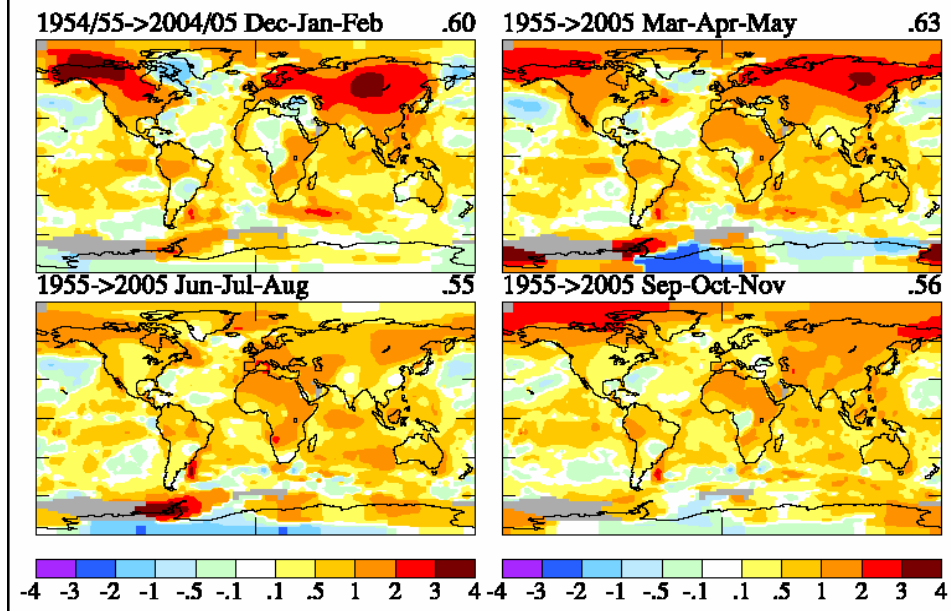 1954/55->2004/05 Dec-Jan-Feb .60
1955->2005 Mar-Apr-May .63
1955->2005 Jun-Jul-Aug .55
1955->2005 Sep-Oct-Nov .56
-4 -3 -2 -1 -.5 -.1 .1 .5 1 2 3 4
-4 -3 -2 -1 -.5 -.1 .1 .5 1 2 3 4